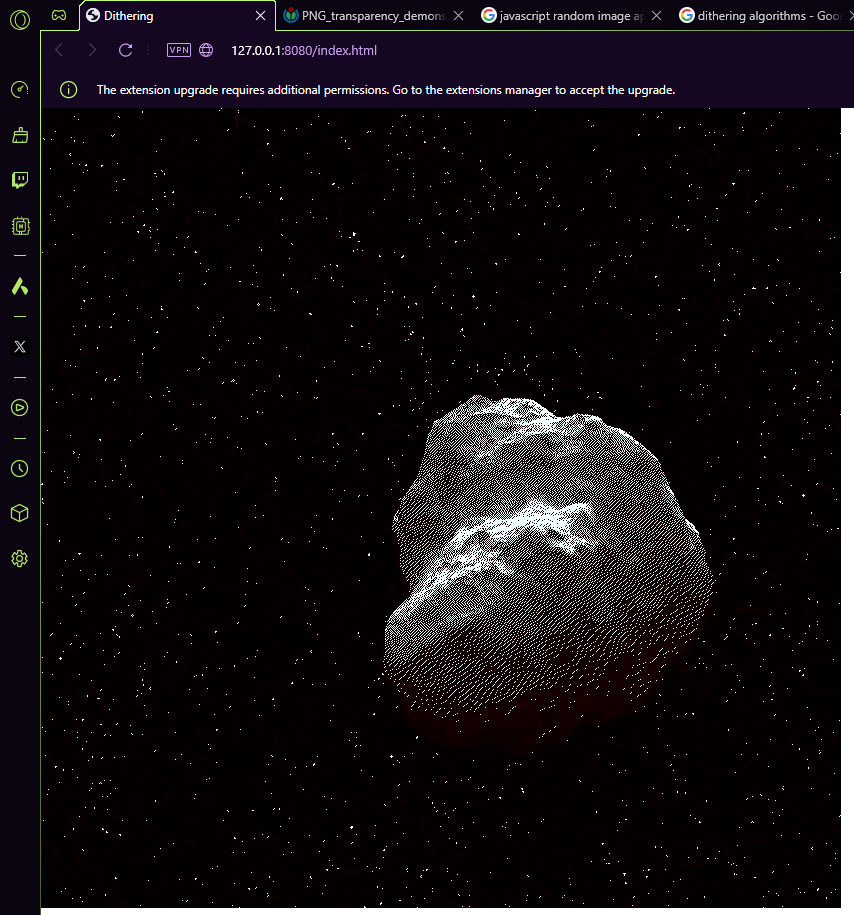 Dithering
PNG_transparency_demons
javascript random image ap
dithering algorithms - Goo
VPN
127.0.0.1:8080/index.html
The extension upgrade requires additional permissions. Go to the extensions manager to accept the upgrade.